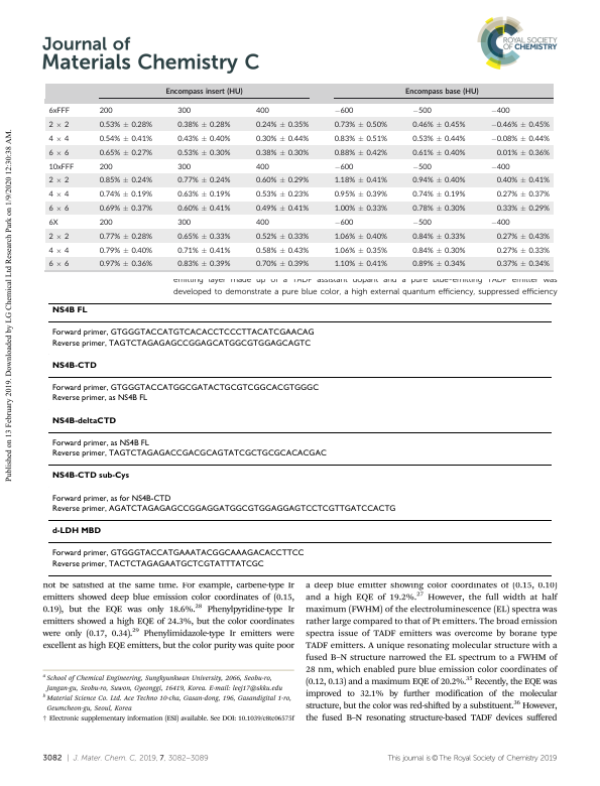 Journal of
Materials Chemistry C
ROYAL SOCIETY
OF CHEMISTRY
Published on 13 February 2019. Downloaded by LG Chemical Ltd Research Park on 1/9/2020 12:30:38 AM.
Encompass insert (HU) Encompass base (HU)
6xFFF 200 300 400 −600 −500 −400
2 × 2 0.53% ± 0.28% 0.38% ± 0.28% 0.24% ± 0.35% 0.73% ± 0.50% 0.46% ± 0.45% −0.46% ± 0.45%
4 × 4 0.54% ± 0.41% 0.43% ± 0.40% 0.30% ± 0.44% 0.83% ± 0.51% 0.53% ± 0.44% −0.08% ± 0.44%
6 × 6 0.65% ± 0.27% 0.53% ± 0.30% 0.38% ± 0.30% 0.88% ± 0.42% 0.61% ± 0.40% 0.01% ± 0.36%
10xFFF 200 300 400 −600 −500 −400
2 × 2 0.85% ± 0.24% 0.77% ± 0.24% 0.60% ± 0.29% 1.18% ± 0.41% 0.94% ± 0.40% 0.40% ± 0.41%
4 × 4 0.74% ± 0.19% 0.63% ± 0.19% 0.53% ± 0.23% 0.95% ± 0.39% 0.74% ± 0.19% 0.27% ± 0.37%
6 × 6 0.69% ± 0.37% 0.60% ± 0.41% 0.49% ± 0.41% 1.00% ± 0.33% 0.78% ± 0.30% 0.33% ± 0.29%
6X 200 300 400 −600 −500 −400
2 × 2 0.77% ± 0.28% 0.65% ± 0.33% 0.52% ± 0.33% 1.06% ± 0.40% 0.84% ± 0.33% 0.27% ± 0.43%
4 × 4 0.79% ± 0.40% 0.71% ± 0.41% 0.58% ± 0.43% 1.06% ± 0.35% 0.84% ± 0.30% 0.27% ± 0.33%
6 × 6 0.97% ± 0.36% 0.83% ± 0.39% 0.70% ± 0.39% 1.10% ± 0.41% 0.89% ± 0.34% 0.37% ± 0.34%
emitting layer made up of a TADF assistant dopant and a pure blue-emitting TADF emitter was
developed to demonstrate a pure blue color, a high external quantum efficiency, suppressed efficiency
NS4B FL
Forward primer, GTGGGTACCATGTCACACCTCCCTTACATCGAACAG
Reverse primer, TAGTCTAGAGAGCCGGAGCATGGCGTGGAGCAGTC
NS4B-CTD
Forward primer, GTGGGTACCATGGCGATACTGCGTCGGCACGTGGGC
Reverse primer, as NS4B FL
NS4B-deltaCTD
Forward primer, as NS4B FL
Reverse primer, TAGTCTAGAGACCGACGCAGTATCGCTGCGCACACGAC
NS4B-CTD sub-Cys
Forward primer, as for NS4B-CTD
Reverse primer, AGATCTAGAGAGCCGGAGGATGGCGTGGAGGAGTCCTCGTTGATCCACTG
d-LDH MBD
Forward primer, GTGGGTACCATGAAATACGGCAAAGACACCTTCC
Reverse primer, TACTCTAGAGAATGCTCGTATTTATCGC
not be satisfied at the same time. For example, carbene-type Ir
emitters showed deep blue emission color coordinates of (0.15,
0.19), but the EQE was only 18.6%.²⁸ Phenylpyridine-type Ir
emitters showed a high EQE of 24.3%, but the color coordinates
were only (0.17, 0.34).²⁹ Phenylimidazole-type Ir emitters were
excellent as high EQE emitters, but the color purity was quite poor
ᵃ School of Chemical Engineering, Sungkyunkwan University, 2066, Seobu-ro,
Jangan-gu, Seobu-ro, Suwon, Gyeonggi, 16419, Korea. E-mail: leej17@skku.edu
ᵇ Material Science Co. Ltd. Ace Techno 10-cha, Gasan-dong, 196, Gasandigital 1-ro,
Geumcheon-gu, Seoul, Korea
† Electronic supplementary information (ESI) available. See DOI: 10.1039/c8tc06575f
a deep blue emitter showing color coordinates of (0.15, 0.10)
and a high EQE of 19.2%.²⁷ However, the full width at half
maximum (FWHM) of the electroluminescence (EL) spectra was
rather large compared to that of Pt emitters. The broad emission
spectra issue of TADF emitters was overcome by borane type
TADF emitters. A unique resonating molecular structure with a
fused B–N structure narrowed the EL spectrum to a FWHM of
28 nm, which enabled pure blue emission color coordinates of
(0.12, 0.13) and a maximum EQE of 20.2%.³⁵ Recently, the EQE was
improved to 32.1% by further modification of the molecular
structure, but the color was red-shifted by a substituent.³⁶ However,
the fused B–N resonating structure-based TADF devices suffered
3082 | J. Mater. Chem. C, 2019, 7, 3082–3089
This journal is © The Royal Society of Chemistry 2019